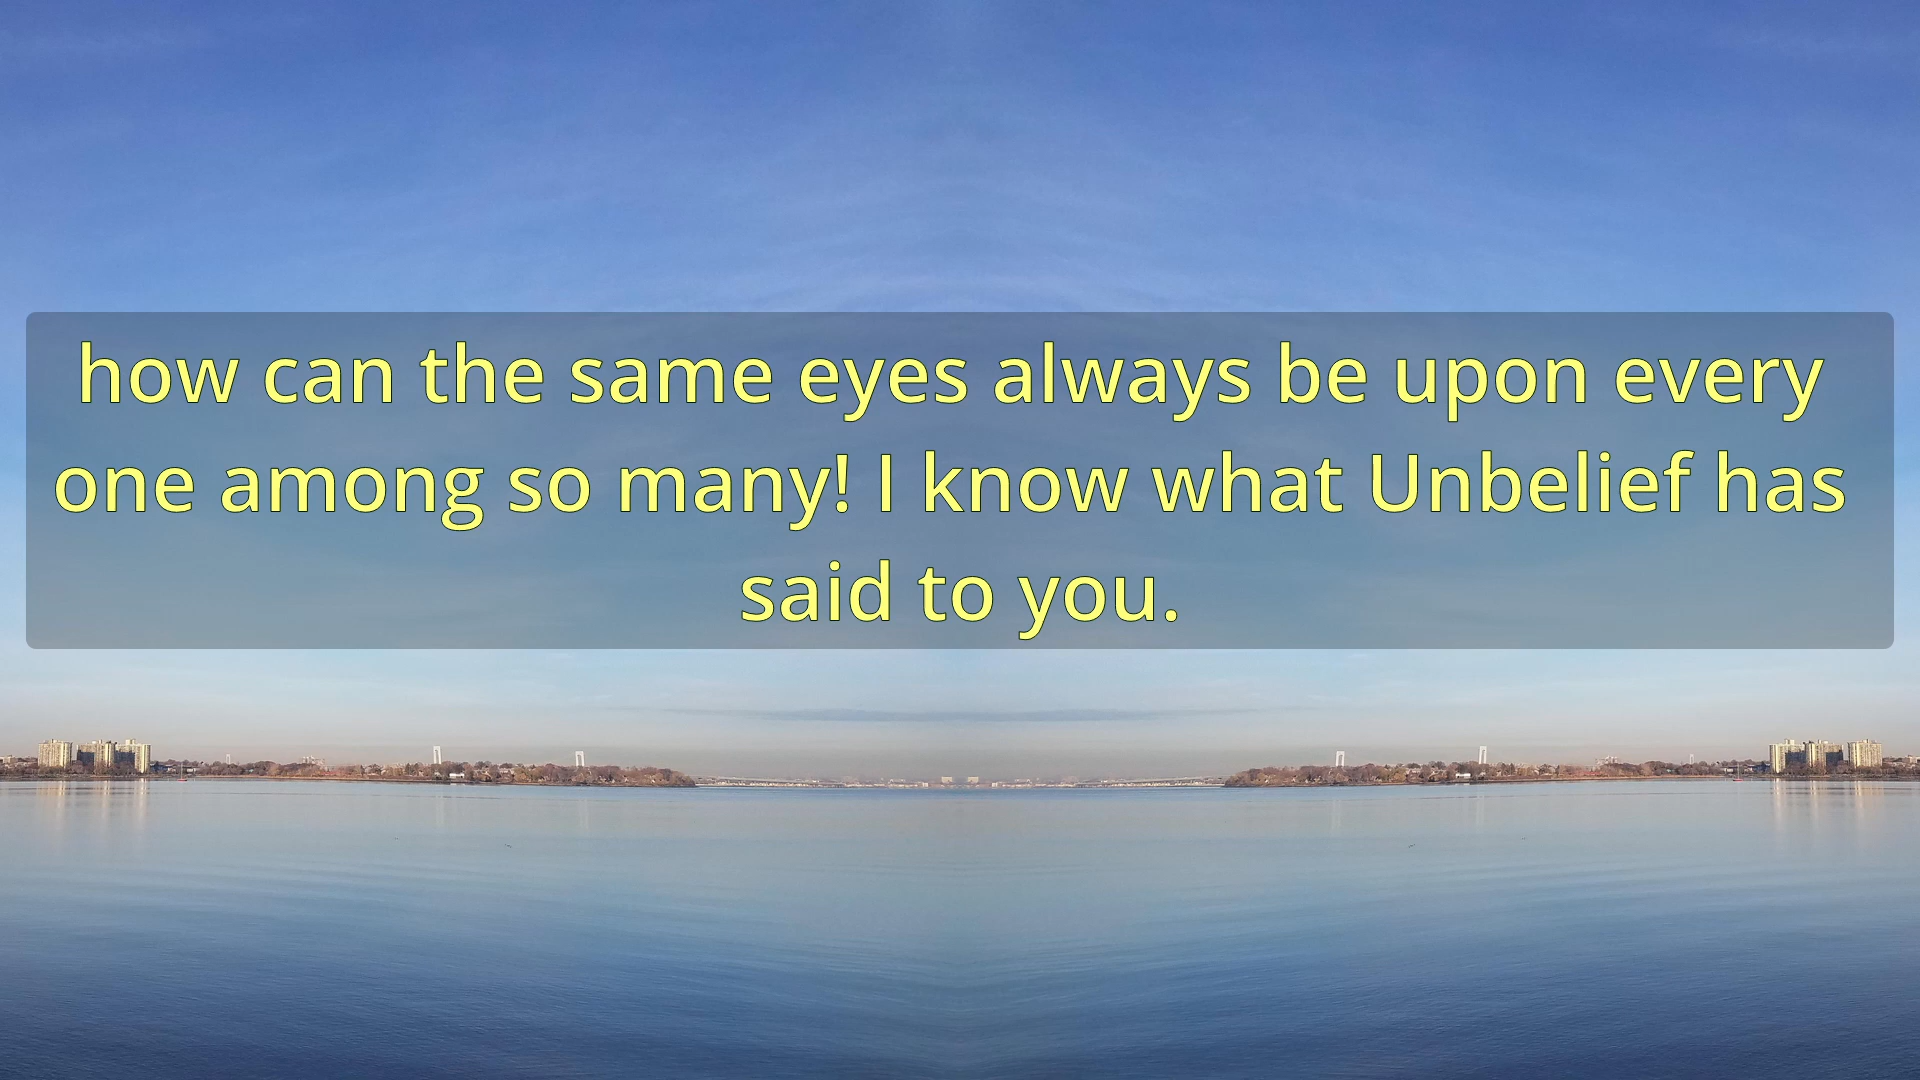 how can the same eyes always be upon every
one among so many! I know what Unbelief has
said to you.